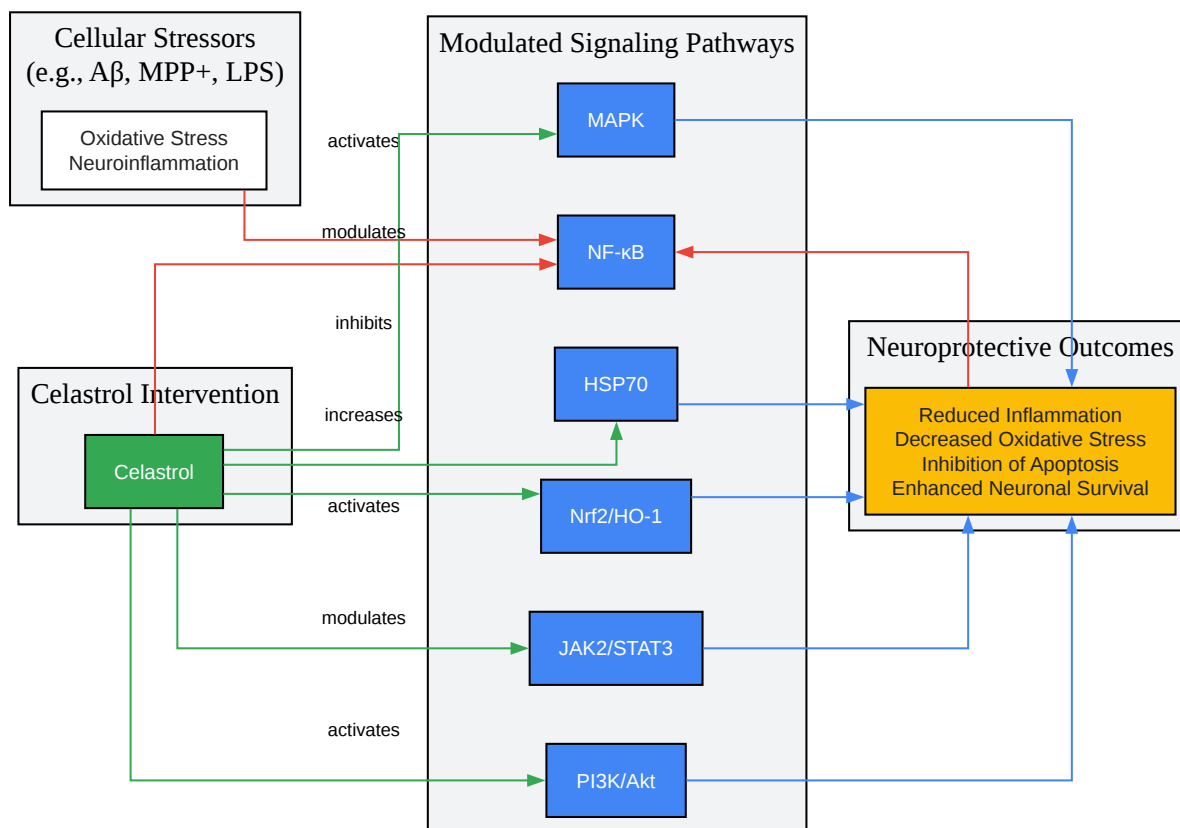 Cellular Stressors
(e.g., Aβ, MPP+, LPS)
Oxidative Stress
Neuroinflammation
Celastrol Intervention
Celastrol
activates
modulates
inhibits
increases
activates
modulates
activates
Modulated Signaling Pathways
MAPK
NF-κB
HSP70
Nrf2/HO-1
JAK2/STAT3
PI3K/Akt
Neuroprotective Outcomes
Reduced Inflammation
Decreased Oxidative Stress
Inhibition of Apoptosis
Enhanced Neuronal Survival